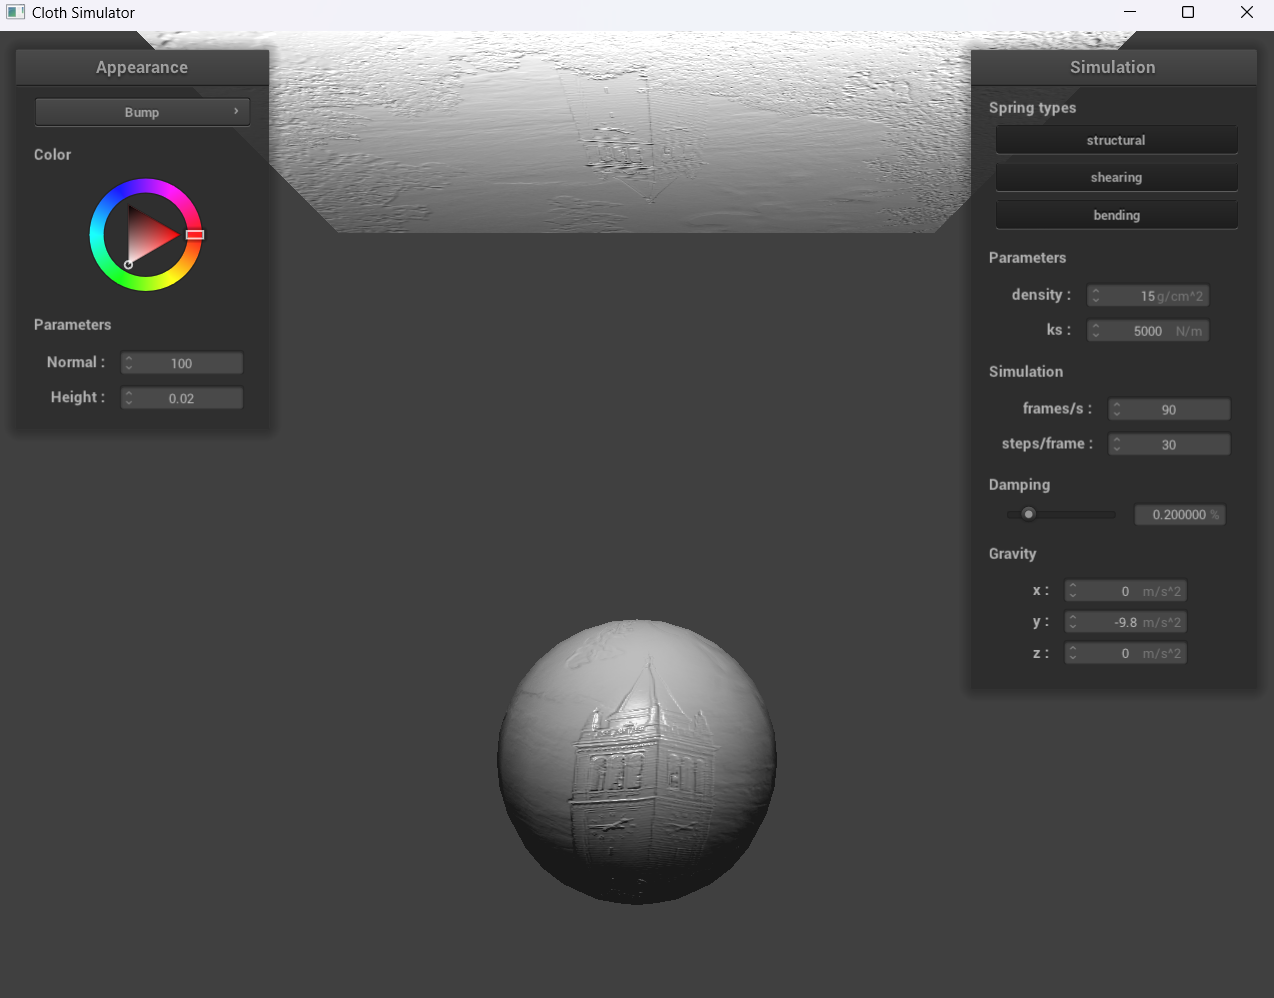 Cloth Simulator
Appearance
Bump
Color
Parameters
Normal : 100
Height : 0.02
Simulation
Spring types
structural
shearing
bending
Parameters
density : 15 g/cm^2
ks : 5000 N/m
Simulation
frames/s : 90
steps/frame : 30
Damping
0.200000 %
Gravity
x : 0 m/s^2
y : -9.8 m/s^2
z : 0 m/s^2